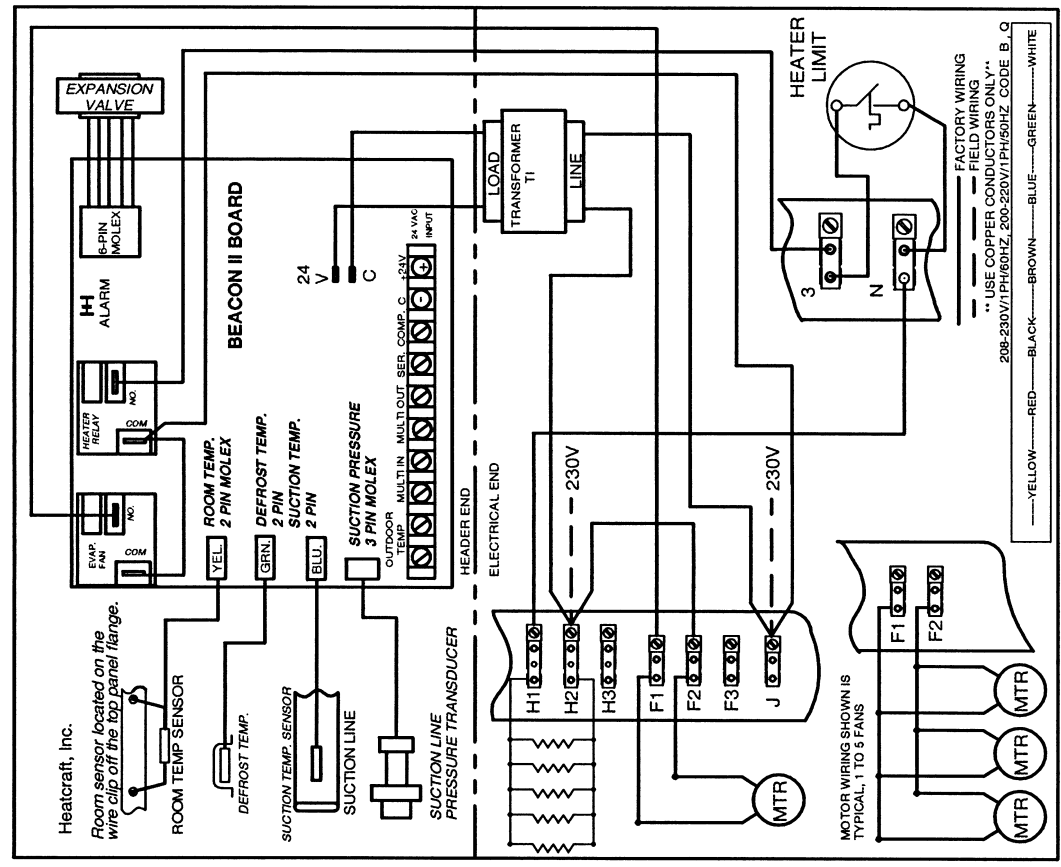 EXPANSION
VALVE
6-PIN
MOLEX
ALARM
HEATER
RELAY
NO.
COM
EVAP.
FAN
NO.
COM
BEACON II BOARD
24
V
C
24 VAC
INPUT
+24V
C
COMP.
SER.
MULTI OUT
MULTI IN
OUTDOOR
TEMP
ROOM TEMP.
2 PIN MOLEX
DEFROST TEMP.
2 PIN
SUCTION TEMP.
2 PIN
SUCTION PRESSURE
3 PIN MOLEX
YEL.
GRN.
BLU.
Heatcraft, Inc.
Room sensor located on the
wire clip off the top panel flange.
ROOM TEMP SENSOR
DEFROST TEMP.
SUCTION TEMP. SENSOR
SUCTION LINE
SUCTION LINE
PRESSURE TRANSDUCER
HEADER END
ELECTRICAL END
LOAD
TRANSFORMER
TI
LINE
HEATER
LIMIT
3
N
FACTORY WIRING
FIELD WIRING
** USE COPPER CONDUCTORS ONLY**
208-230V/1PH/60HZ, 200-220V/1PH/50HZ CODE B, Q
YELLOW RED BLACK BROWN BLUE GREEN WHITE
230V
230V
H1
H2
H3
F1
F2
F3
J
MTR
MOTOR WIRING SHOWN IS
TYPICAL, 1 TO 5 FANS
F1
F2
MTR
MTR
MTR